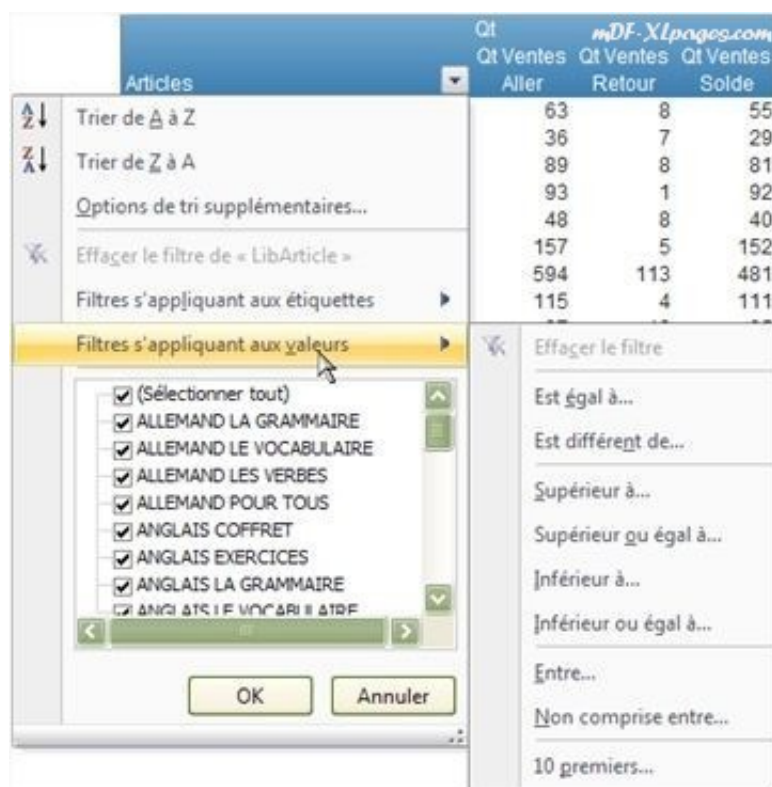 Qt mDF-XLpages.com
Qt Ventes Qt Ventes Qt Ventes
Articles Aller Retour Solde
Trier de A à Z 63 8 55
36 7 29
Trier de Z à A 89 8 81
93 1 92
Options de tri supplémentaires... 48 8 40
Effacer le filtre de « LibArticle » 157 5 152
594 113 481
Filtres s'appliquant aux étiquettes 115 4 111
Filtres s'appliquant aux valeurs
(Sélectionner tout)
ALLEMAND LA GRAMMAIRE
ALLEMAND LE VOCABULAIRE
ALLEMAND LES VERBES
ALLEMAND POUR TOUS
ANGLAIS COFFRET
ANGLAIS EXERCICES
ANGLAIS LA GRAMMAIRE
ANGLAIS LE VOCABULAIRE
OK Annuler
Effacer le filtre
Est égal à...
Est différent de...
Supérieur à...
Supérieur ou égal à...
Inférieur à...
Inférieur ou égal à...
Entre...
Non comprise entre...
10 premiers...